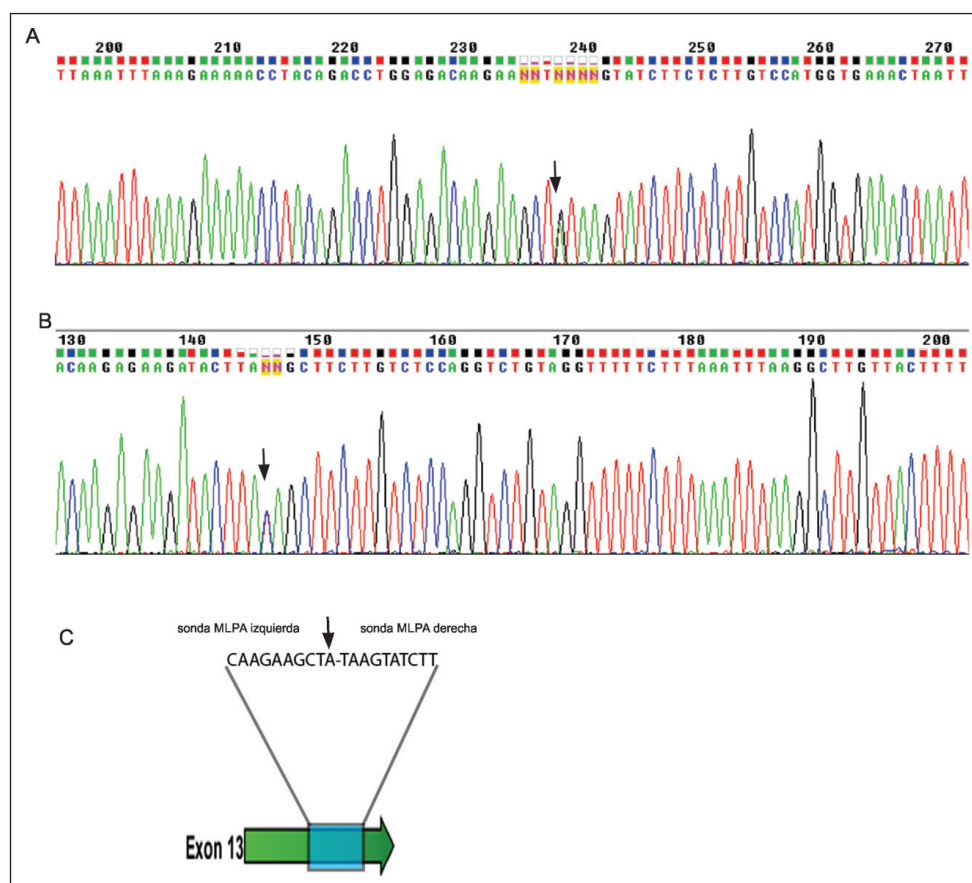 A
200 210 220 230 240 250 260 270
TTAAATTTAAAGAAAAACCTACAGACCTGGAGACAAGAANNTNNNNGTATCTTCTCTTGTCCATGGTGAAACTAATT
B
130 140 150 160 170 180 190 200
ACAAGAGAAGATACTTANNGCTTCTTGTCTCCAGGTCTGTAGGTTTTTCTTTAAATTTAAGGCTTGTTACTTTT
C
sonda MLPA izquierda sonda MLPA derecha
CAAGAAGCTA-TAAGTATCTT
Exon 13